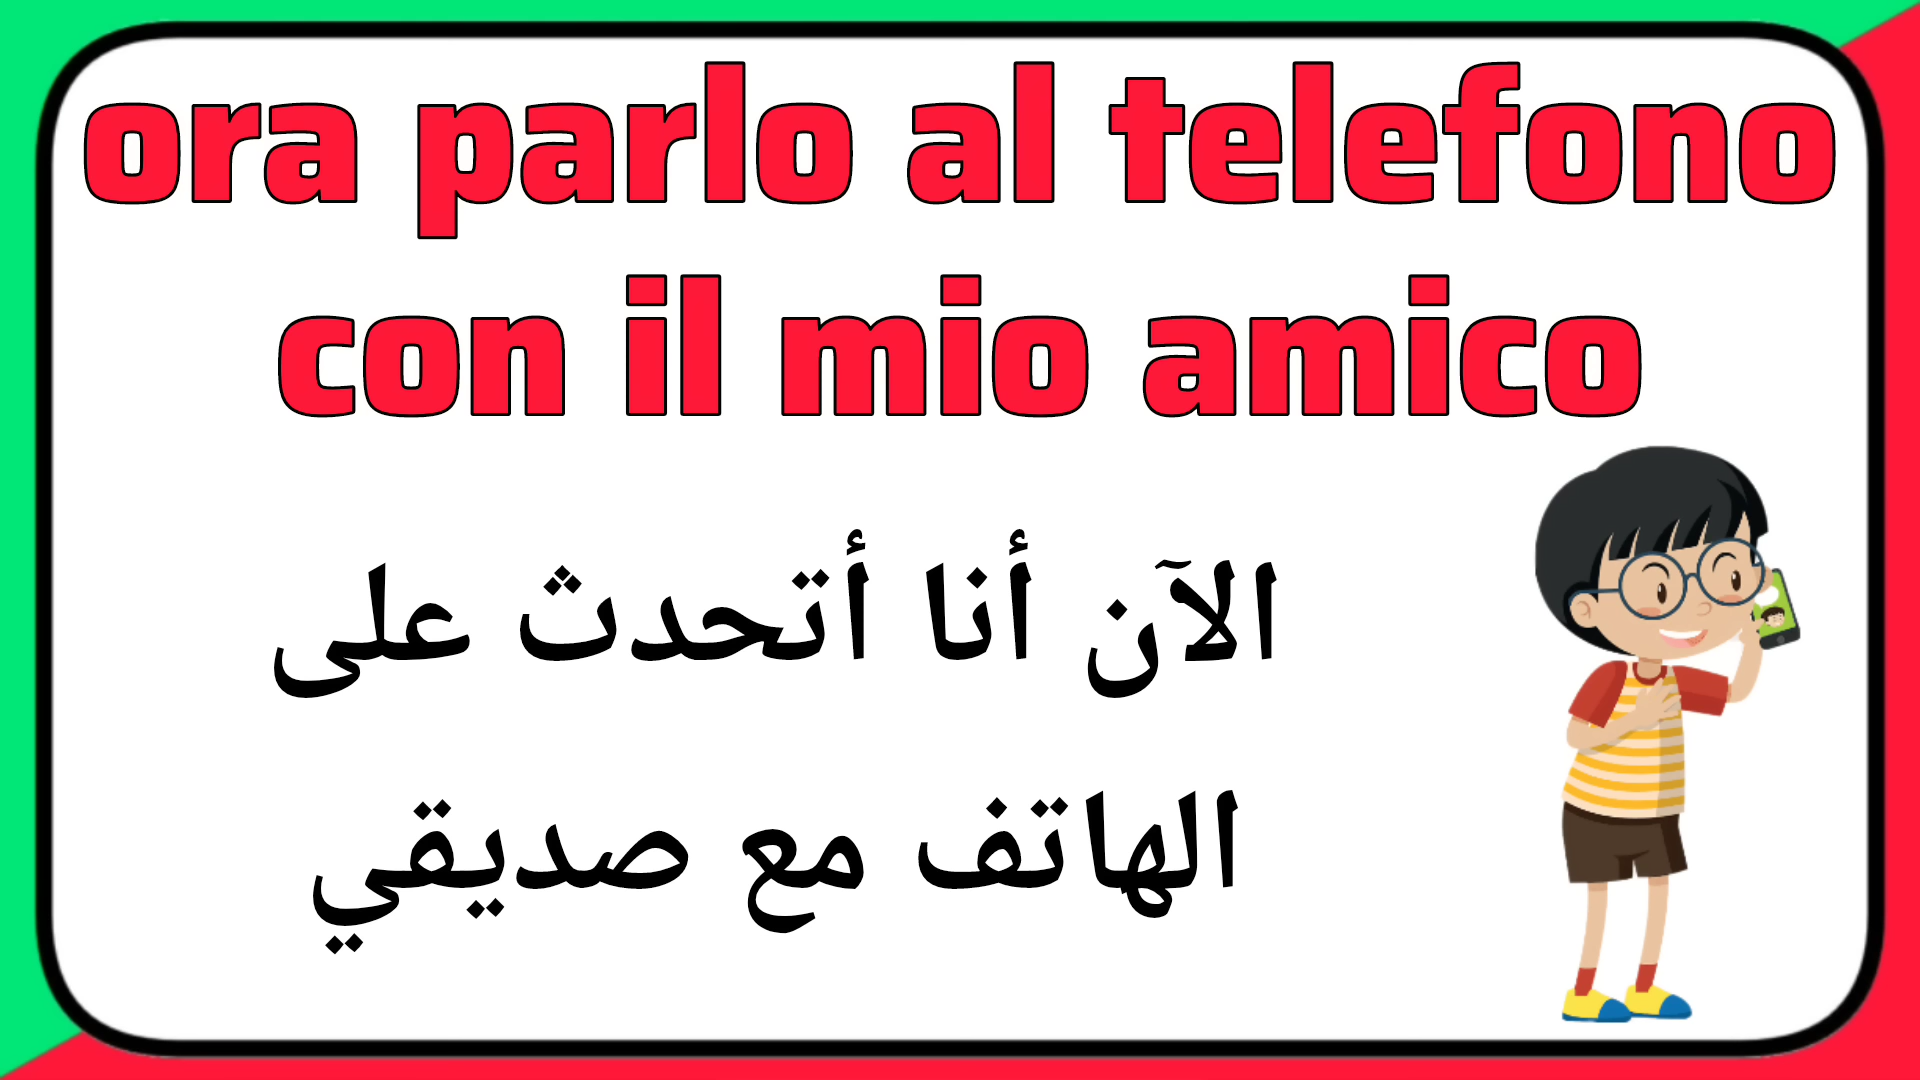 ora parlo al telefono
con il mio amico
الآن أنا أتحدث على
الهاتف مع صديقي